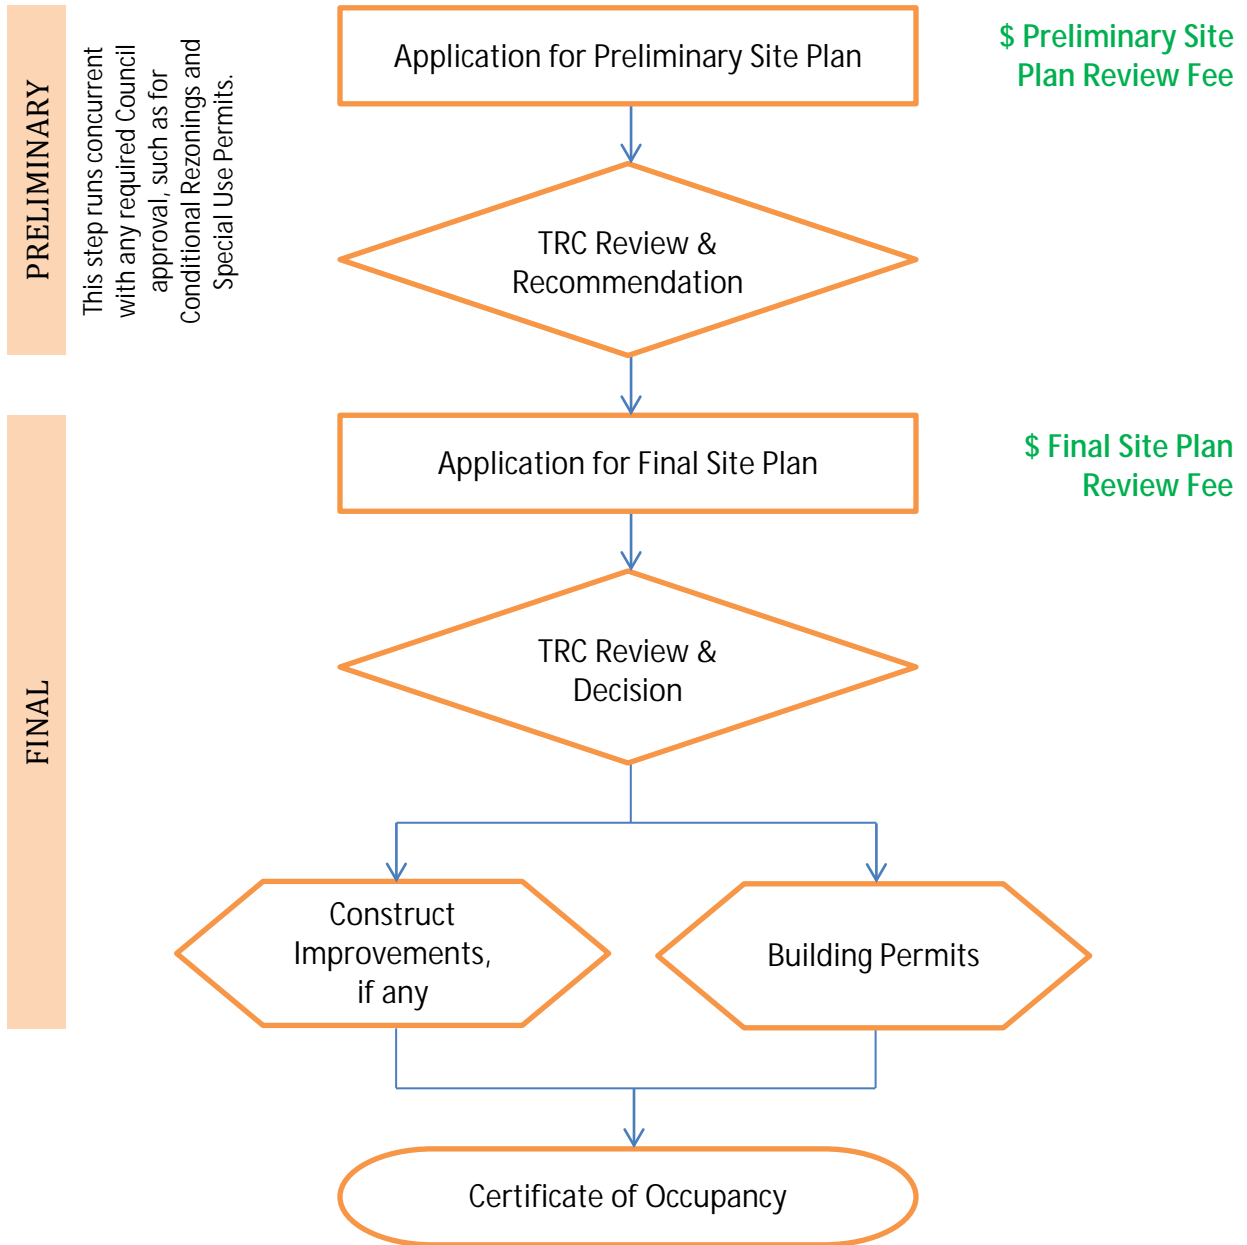 PRELIMINARY
This step runs concurrent
with any required Council
approval, such as for
Conditional Rezonings and
Special Use Permits.
Application for Preliminary Site Plan
$ Preliminary Site
Plan Review Fee
TRC Review &
Recommendation
FINAL
Application for Final Site Plan
$ Final Site Plan
Review Fee
TRC Review &
Decision
Construct
Improvements,
if any
Building Permits
Certificate of Occupancy